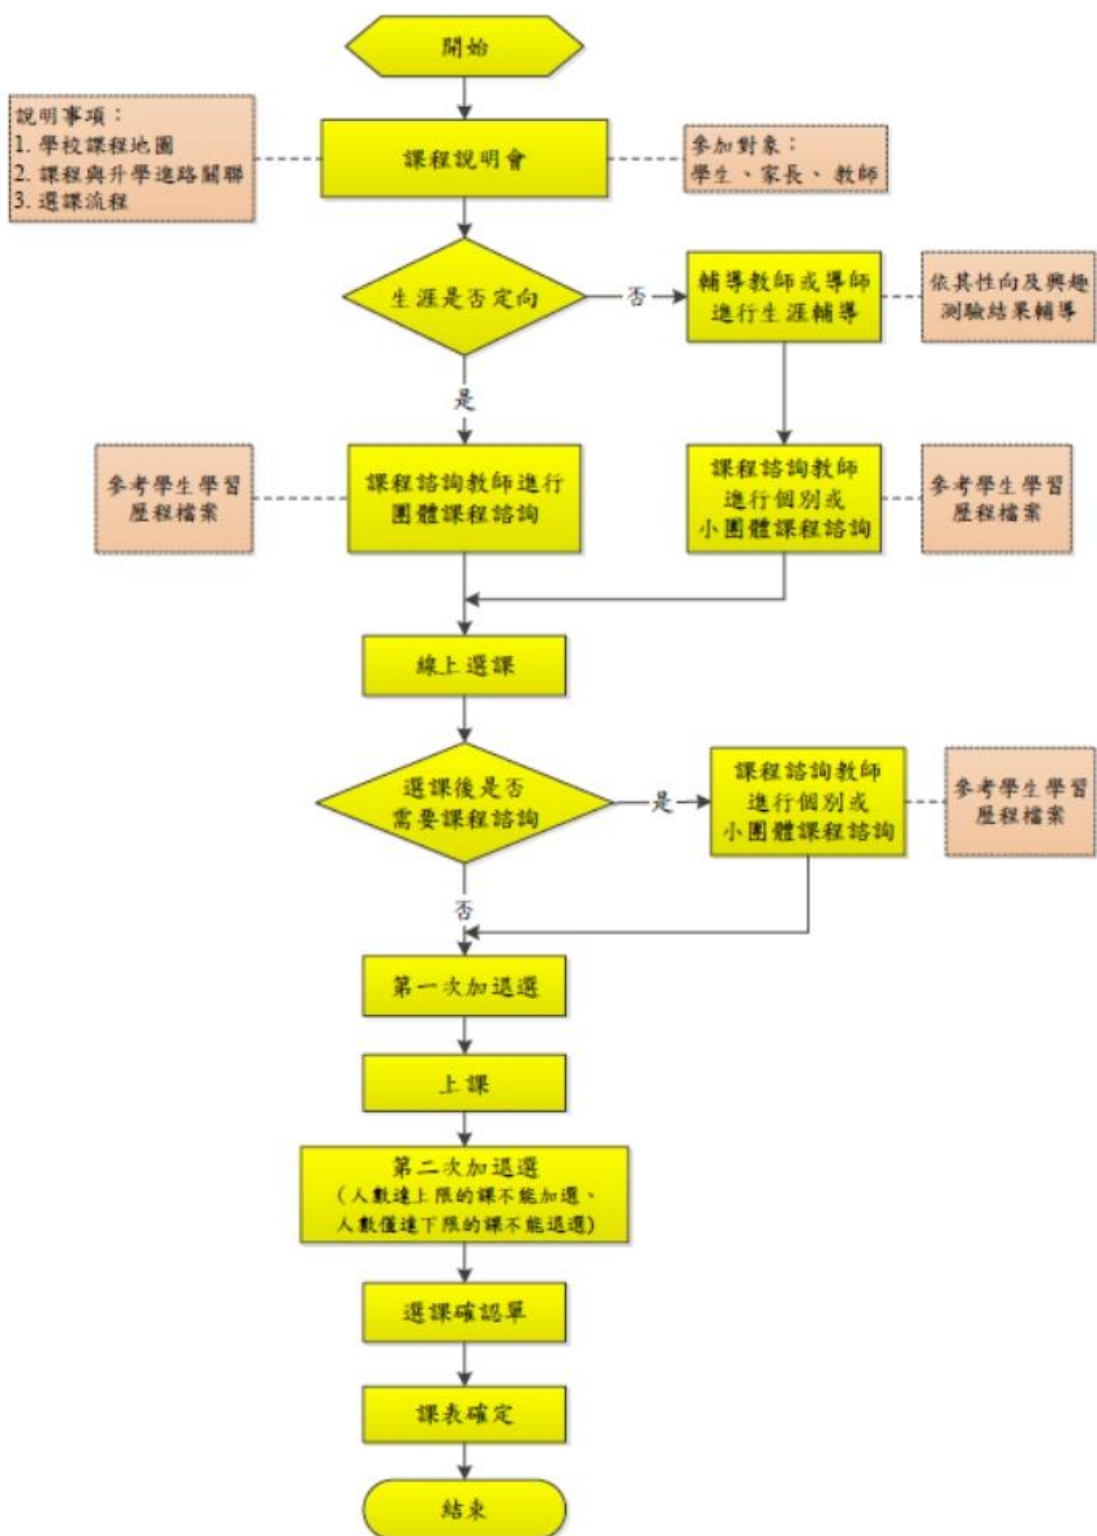 開始
說明事項：
1. 學校課程地圖
2. 課程與升學進路關聯
3. 選課流程
課程說明會
參加對象：
學生、家長、教師
生涯是否定向
否
輔導教師或導師
進行生涯輔導
依其性向及興趣
測驗結果輔導
是
參考學生學習
歷程檔案
課程諮詢教師進行
團體課程諮詢
課程諮詢教師
進行個別或
小團體課程諮詢
參考學生學習
歷程檔案
線上選課
選課後是否
需要課程諮詢
是
課程諮詢教師
進行個別或
小團體課程諮詢
參考學生學習
歷程檔案
否
第一次加退選
上課
第二次加退選
（人數達上限的課不能加選、
人數僅達下限的課不能退選)
選課確認單
課表確定
結束